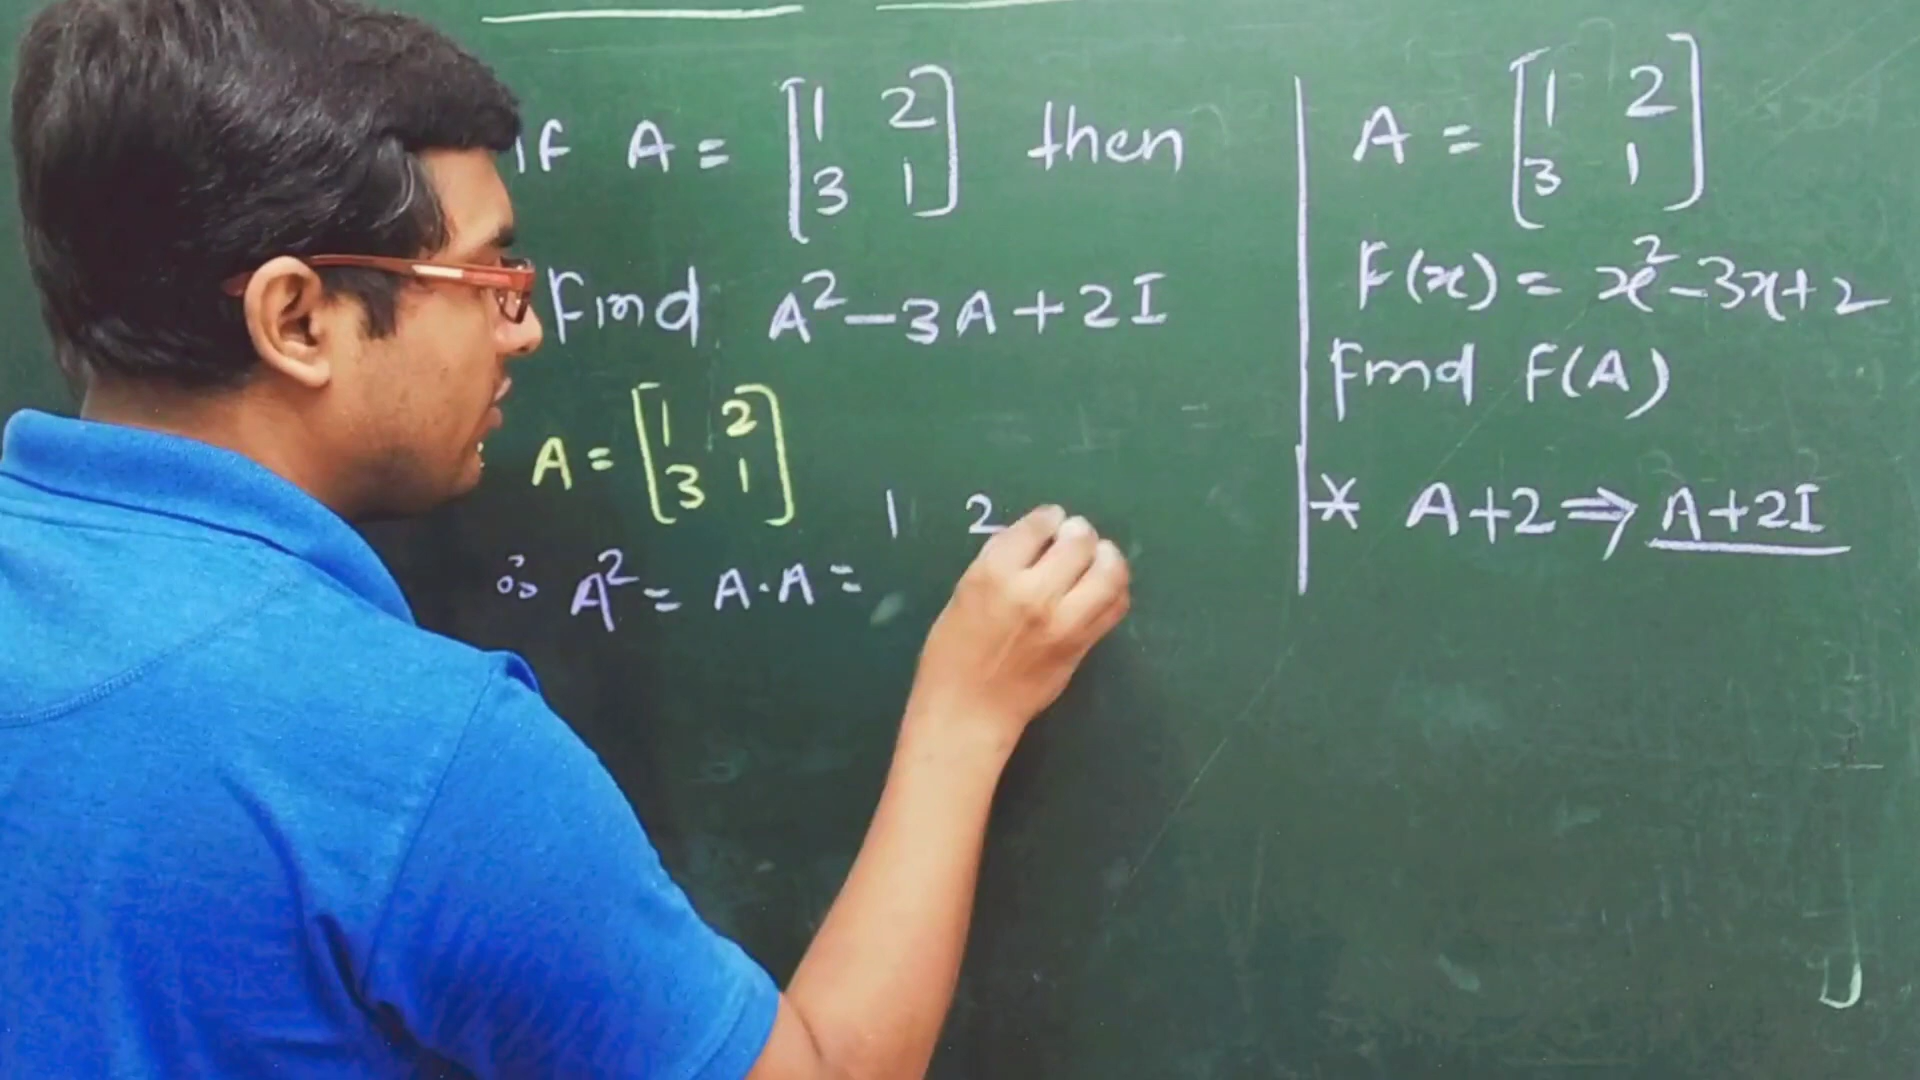 If A = [1 2
3 1] then
Find A² - 3A + 2I
A = [1 2
3 1]
∴ A² = A·A = 1 2
A = [1 2
3 1]
F(x) = x² - 3x + 2
Find F(A)
* A + 2 ⇒ A + 2I